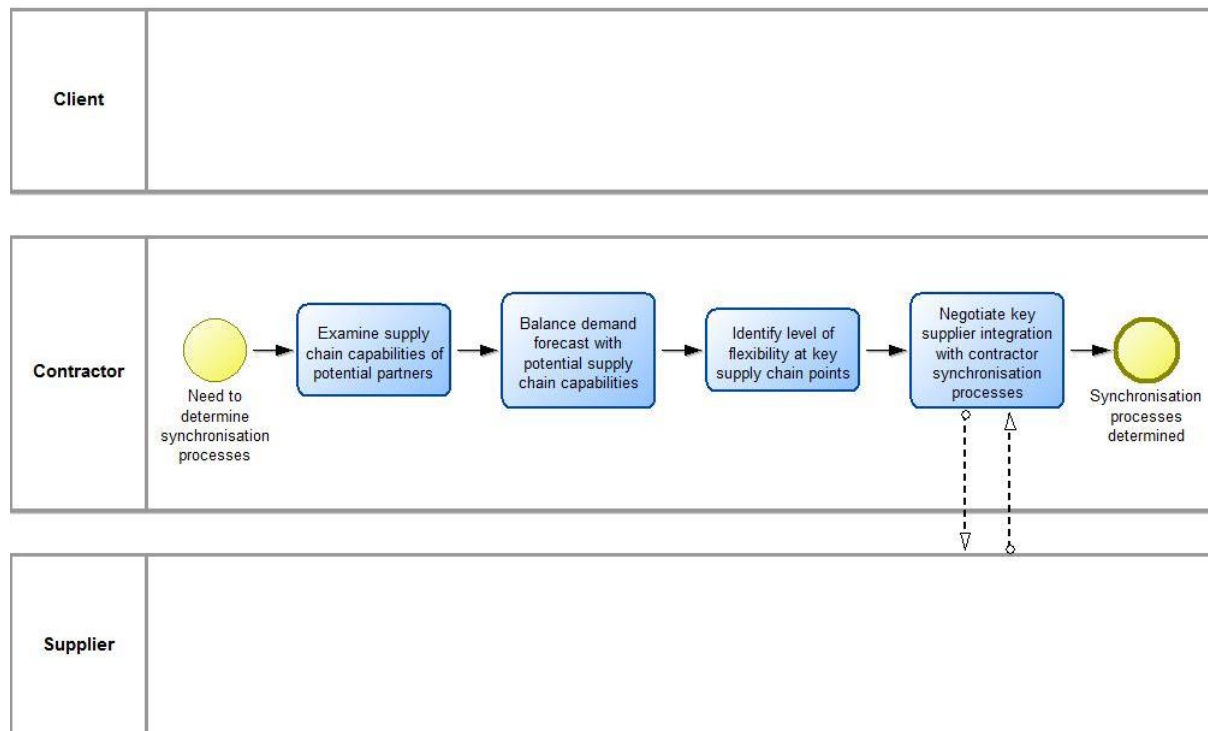 Client
Contractor
Need to
determine
synchronisation
processes
Examine supply
chain capabilities of
potential partners
Balance demand
forecast with
potential supply
chain capabilities
Identify level of
flexibility at key
supply chain points
Negotiate key
supplier integration
with contractor
synchronisation
processes
Synchronisation
processes
determined
Supplier